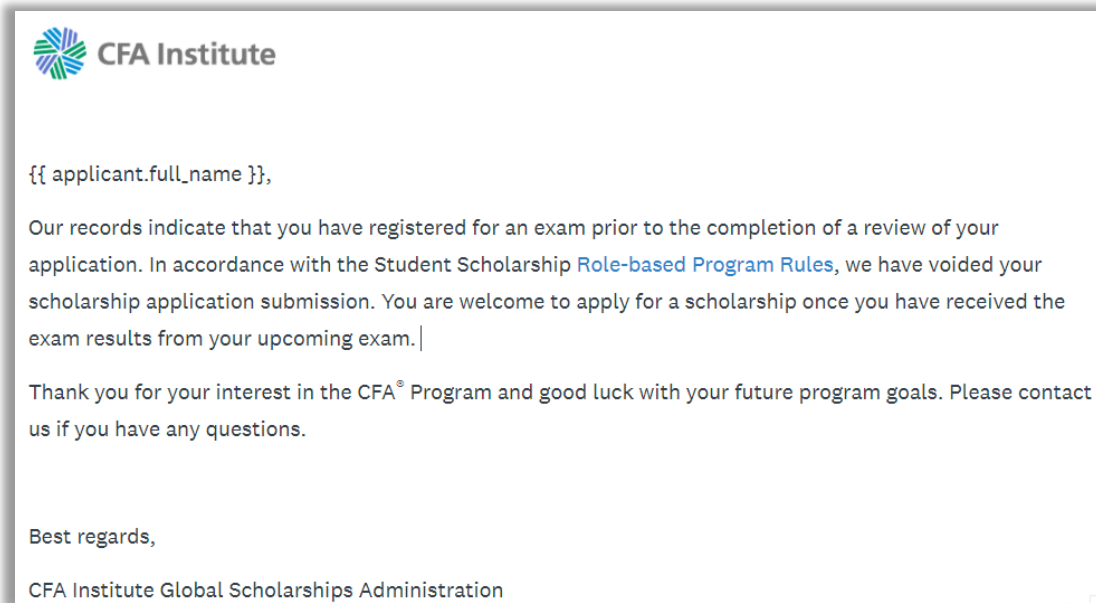 CFA Institute
{{ applicant.full_name }},
Our records indicate that you have registered for an exam prior to the completion of a review of your
application. In accordance with the Student Scholarship Role-based Program Rules, we have voided your
scholarship application submission. You are welcome to apply for a scholarship once you have received the
exam results from your upcoming exam.
Thank you for your interest in the CFA® Program and good luck with your future program goals. Please contact
us if you have any questions.
Best regards,
CFA Institute Global Scholarships Administration